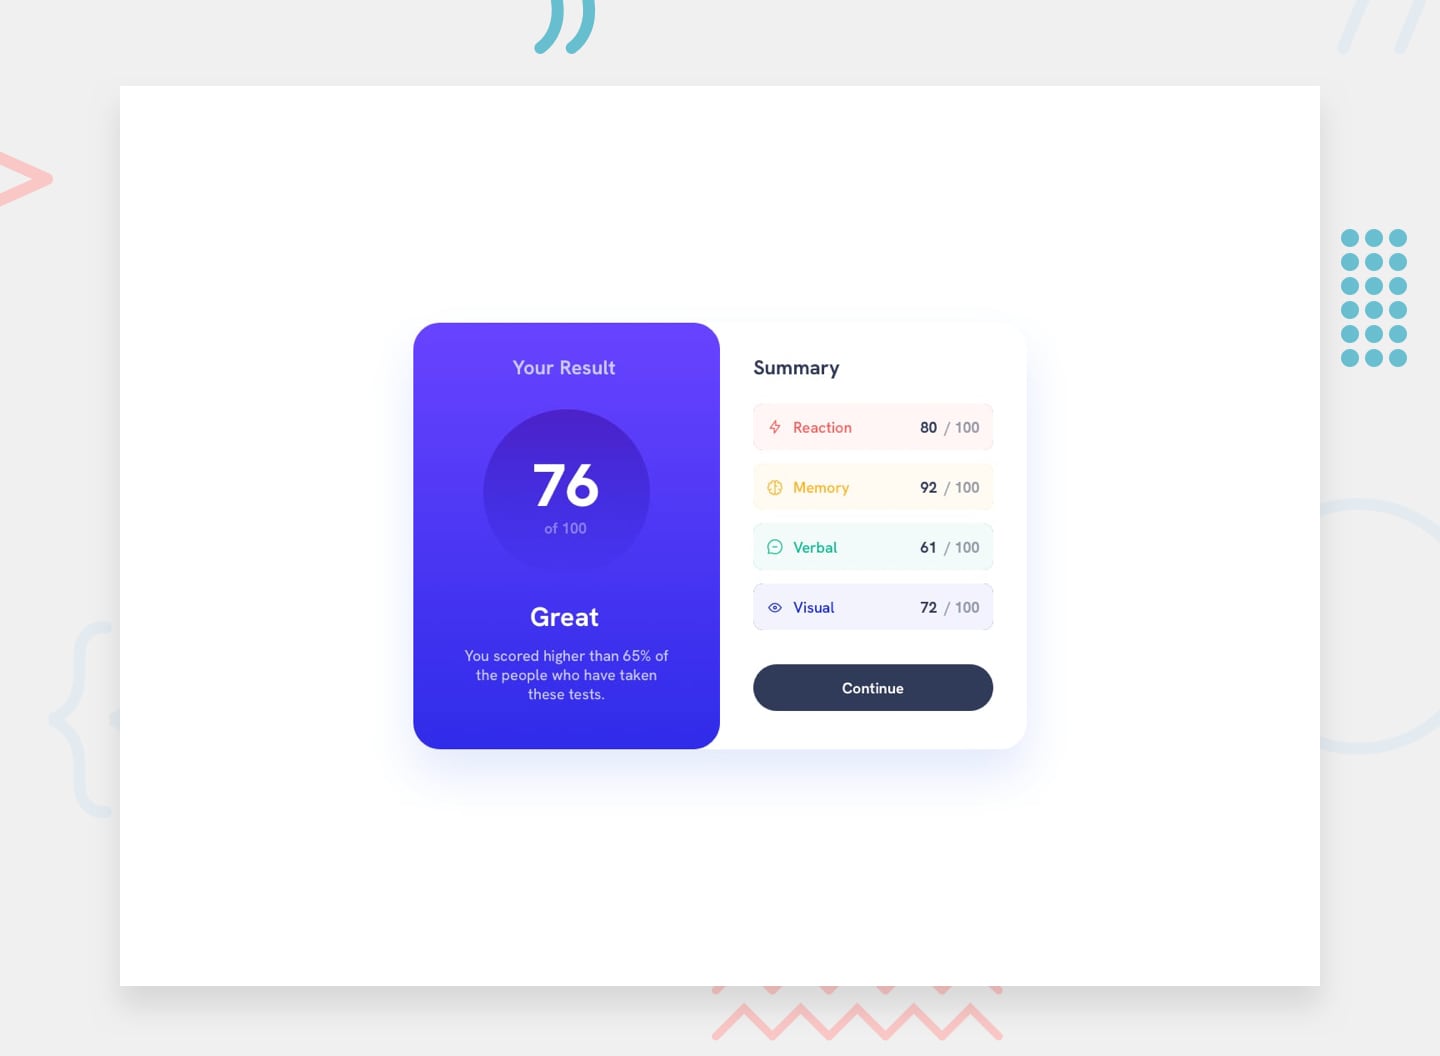 Your Result
76
of 100
Great
You scored higher than 65% of
the people who have taken
these tests.
Summary
Reaction 80 / 100
Memory 92 / 100
Verbal 61 / 100
Visual 72 / 100
Continue